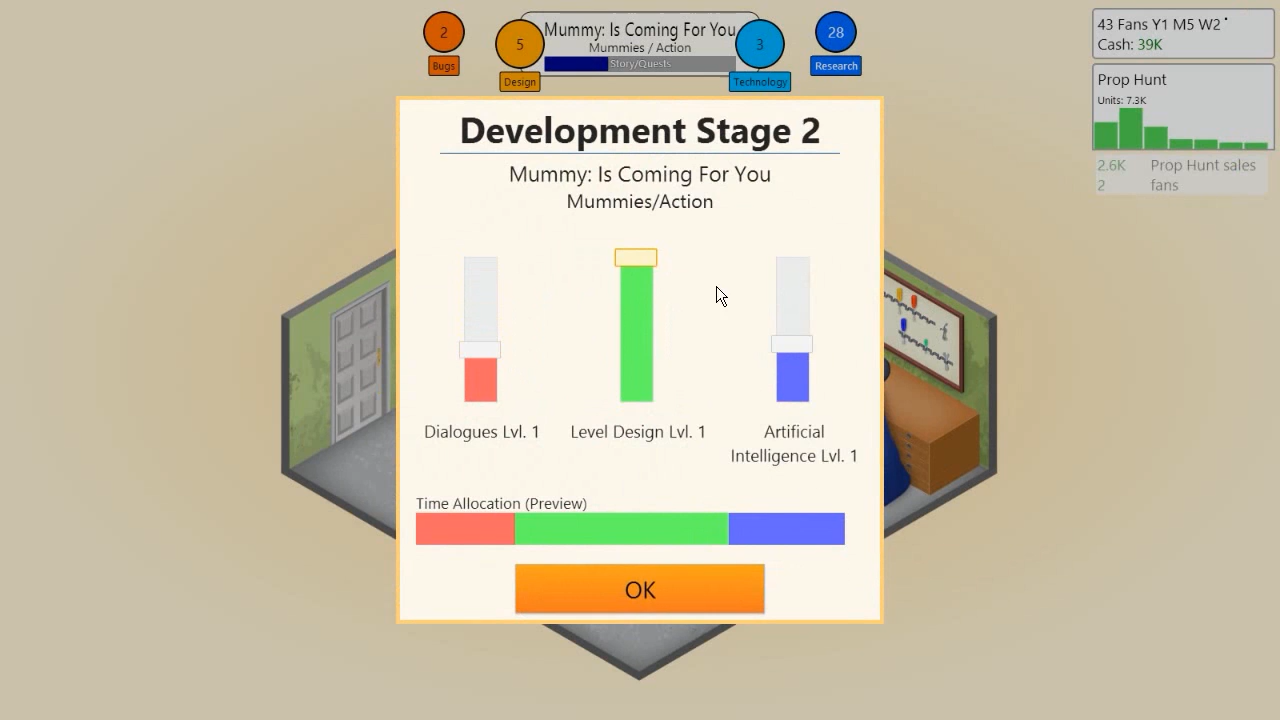 2
Bugs
5
Design
Mummy: Is Coming For You
Mummies / Action
Story/Quests
3
Technology
28
Research
43 Fans Y1 M5 W2
Cash: 39K
Prop Hunt
Units: 7.3K
2.6K Prop Hunt sales
2 fans
Development Stage 2
Mummy: Is Coming For You
Mummies/Action
Dialogues Lvl. 1
Level Design Lvl. 1
Artificial
Intelligence Lvl. 1
Time Allocation (Preview)
OK